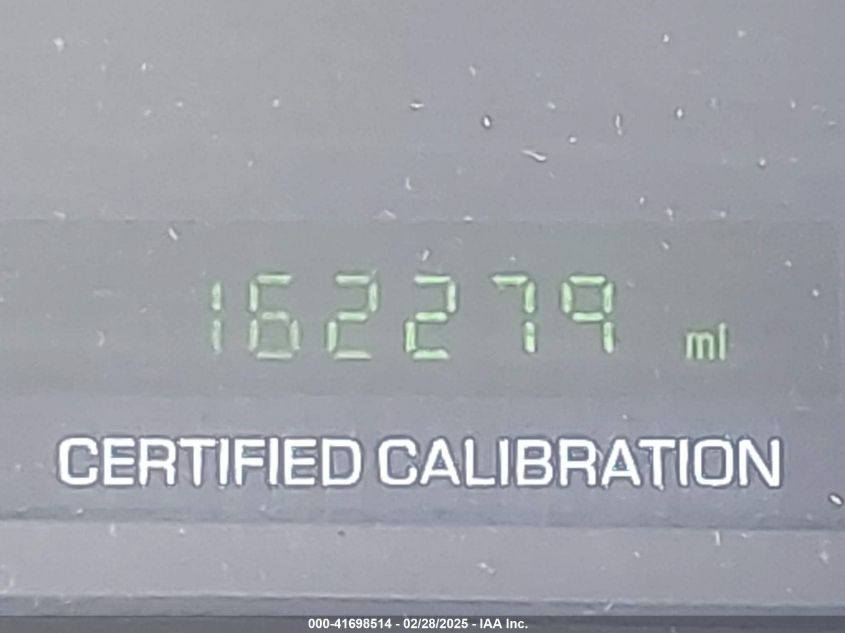 162279 mi
CERTIFIED CALIBRATION
000-41698514 - 02/28/2025 - IAA Inc.